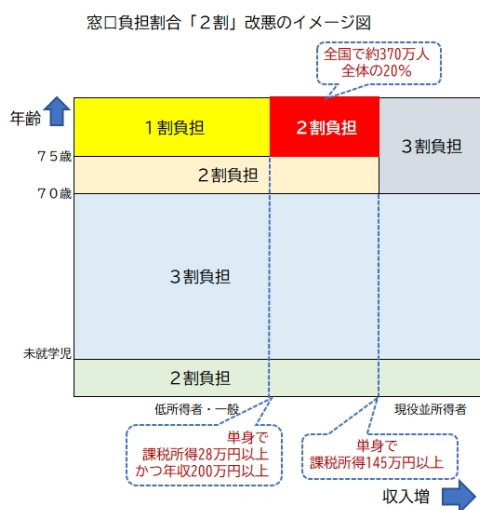 窓口負担割合「２割」改悪のイメージ図
全国で約370万人
全体の20％
年齢
１割負担
２割負担
３割負担
７５歳
２割負担
７０歳
３割負担
未就学児
２割負担
低所得者・一般
現役並所得者
単身で
課税所得28万円以上
かつ年収200万円以上
単身で
課税所得145万円以上
収入増